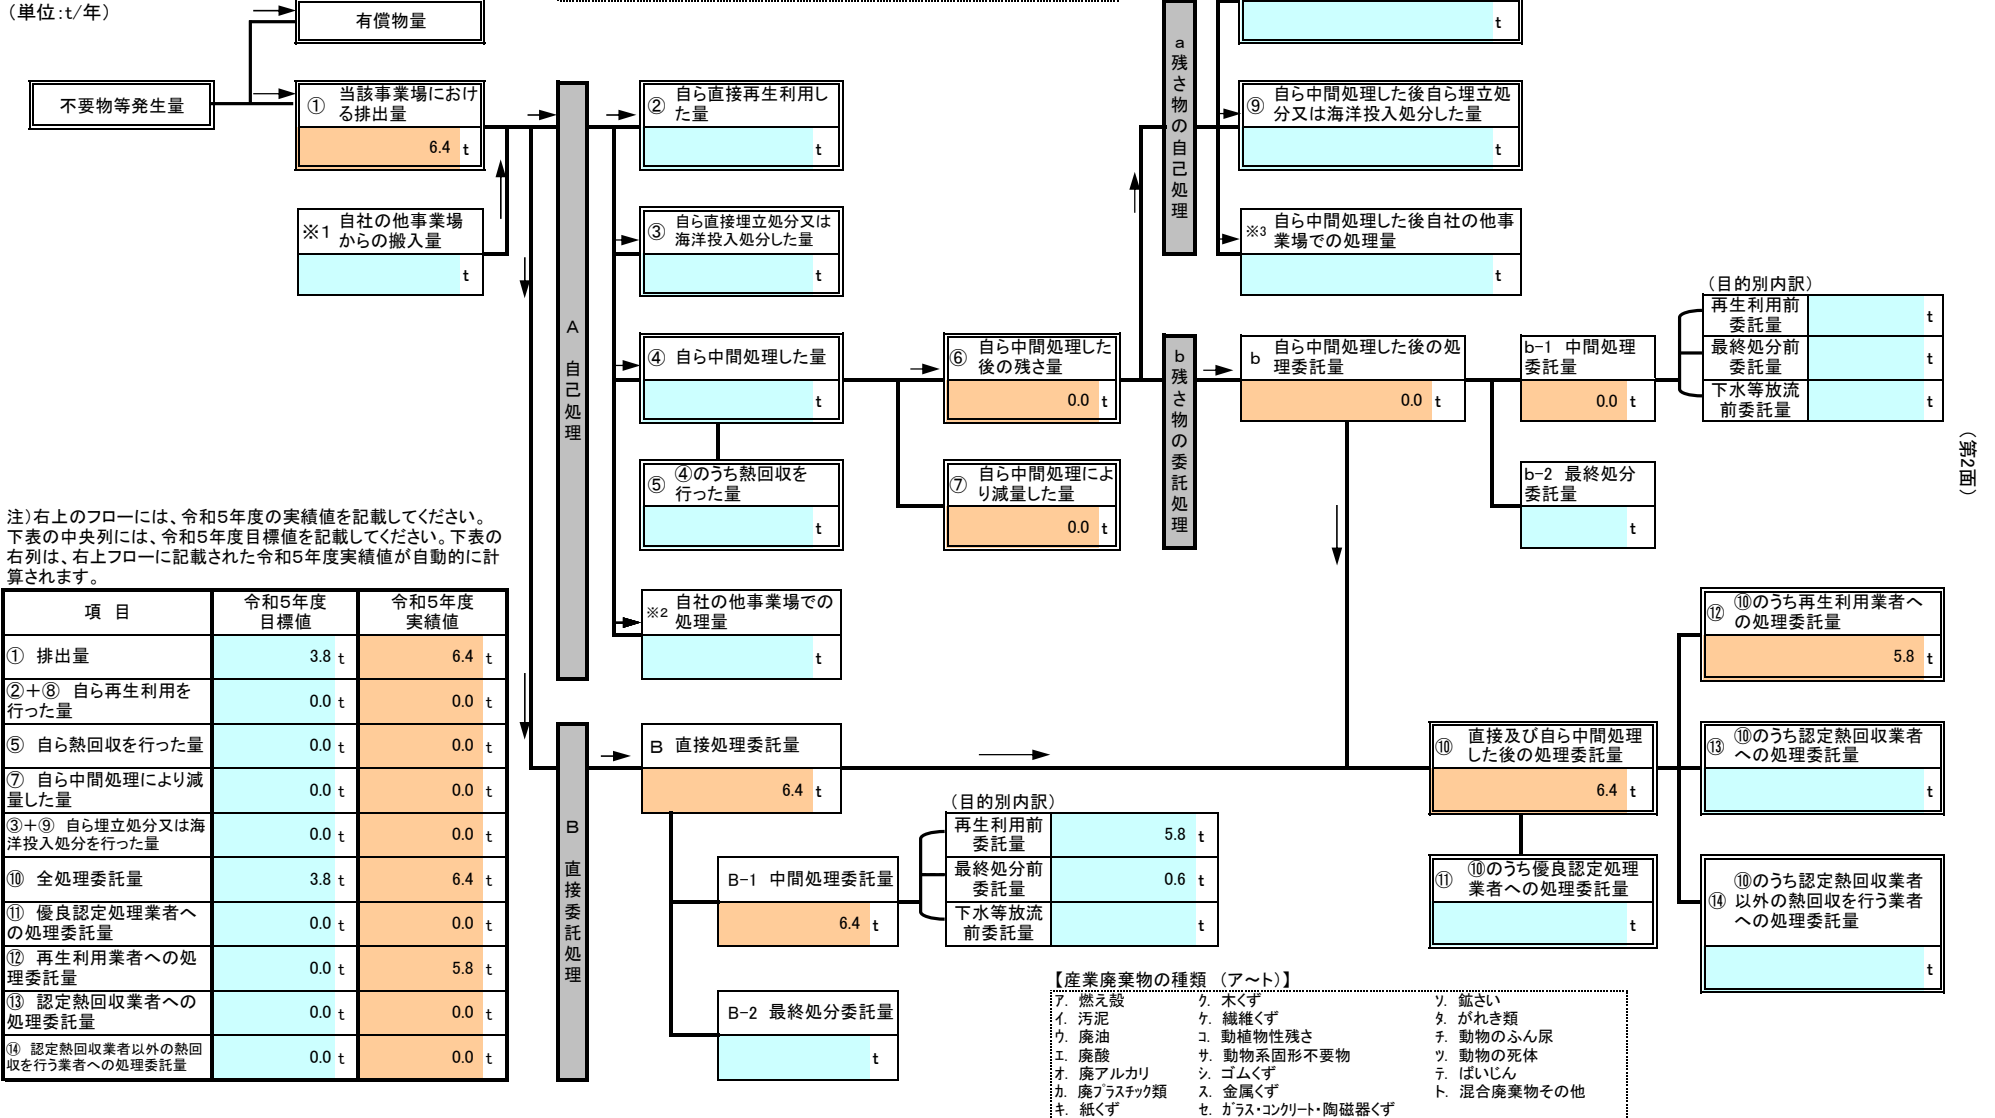 （単位：t/年）
有償物量
不要物等発生量
① 当該事業場におけ
る排出量
6.4 t
※1 自社の他事業場
からの搬入量
t
A 自己処理
② 自ら直接再生利用し
た量
t
③ 自ら直接埋立処分又は
海洋投入処分した量
t
④ 自ら中間処理した量
t
⑤ ④のうち熱回収を
行った量
t
※2 自社の他事業場での
処理量
t
⑥ 自ら中間処理した
後の残さ量
0.0 t
⑦ 自ら中間処理によ
り減量した量
0.0 t
a残さ物の自己処理
t
⑨ 自ら中間処理した後自ら埋立処
分又は海洋投入処分した量
t
※3 自ら中間処理した後自社の他事
業場での処理量
t
b残さ物の委託処理
b 自ら中間処理した後の処
理委託量
0.0 t
b-1 中間処理
委託量
0.0 t
b-2 最終処分
委託量
t
（目的別内訳）
再生利用前
委託量
t
最終処分前
委託量
t
下水等放流
前委託量
t
（第2面）
注）右上のフローには、令和5年度の実績値を記載してください。
下表の中央列には、令和5年度目標値を記載してください。下表の
右列は、右上フローに記載された令和5年度実績値が自動的に計
算されます。
項 目 令和5年度 令和5年度
目標値 実績値
① 排出量 3.8 t 6.4 t
②＋⑧ 自ら再生利用を
行った量 0.0 t 0.0 t
⑤ 自ら熱回収を行った量 0.0 t 0.0 t
⑦ 自ら中間処理により減
量した量 0.0 t 0.0 t
③＋⑨ 自ら埋立処分又は海
洋投入処分を行った量 0.0 t 0.0 t
⑩ 全処理委託量 3.8 t 6.4 t
⑪ 優良認定処理業者へ
の処理委託量 0.0 t 0.0 t
⑫ 再生利用業者への処
理委託量 0.0 t 5.8 t
⑬ 認定熱回収業者への
処理委託量 0.0 t 0.0 t
⑭ 認定熱回収業者以外の熱回
収を行う業者への処理委託量 0.0 t 0.0 t
B 直接委託処理
B 直接処理委託量
6.4 t
B-1 中間処理委託量
6.4 t
B-2 最終処分委託量
t
（目的別内訳）
再生利用前
委託量
5.8 t
最終処分前
委託量
0.6 t
下水等放流
前委託量
t
⑩ 直接及び自ら中間処理
した後の処理委託量
6.4 t
⑪ ⑩のうち優良認定処理
業者への処理委託量
t
⑫ ⑩のうち再生利用業者へ
の処理委託量
5.8 t
⑬ ⑩のうち認定熱回収業者
への処理委託量
t
⑩のうち認定熱回収業者
⑭ 以外の熱回収を行う業者
への処理委託量
t
【産業廃棄物の種類 （ア～ト）】
ア. 燃え殻 ク. 木くず ソ. 鉱さい
イ. 汚泥 ケ. 繊維くず タ. がれき類
ウ. 廃油 コ. 動植物性残さ チ. 動物のふん尿
エ. 廃酸 サ. 動物系固形不要物 ツ. 動物の死体
オ. 廃アルカリ シ. ゴムくず テ. ばいじん
カ. 廃プラスチック類 ス. 金属くず ト. 混合廃棄物その他
キ. 紙くず セ. ガラス・コンクリート・陶磁器くず